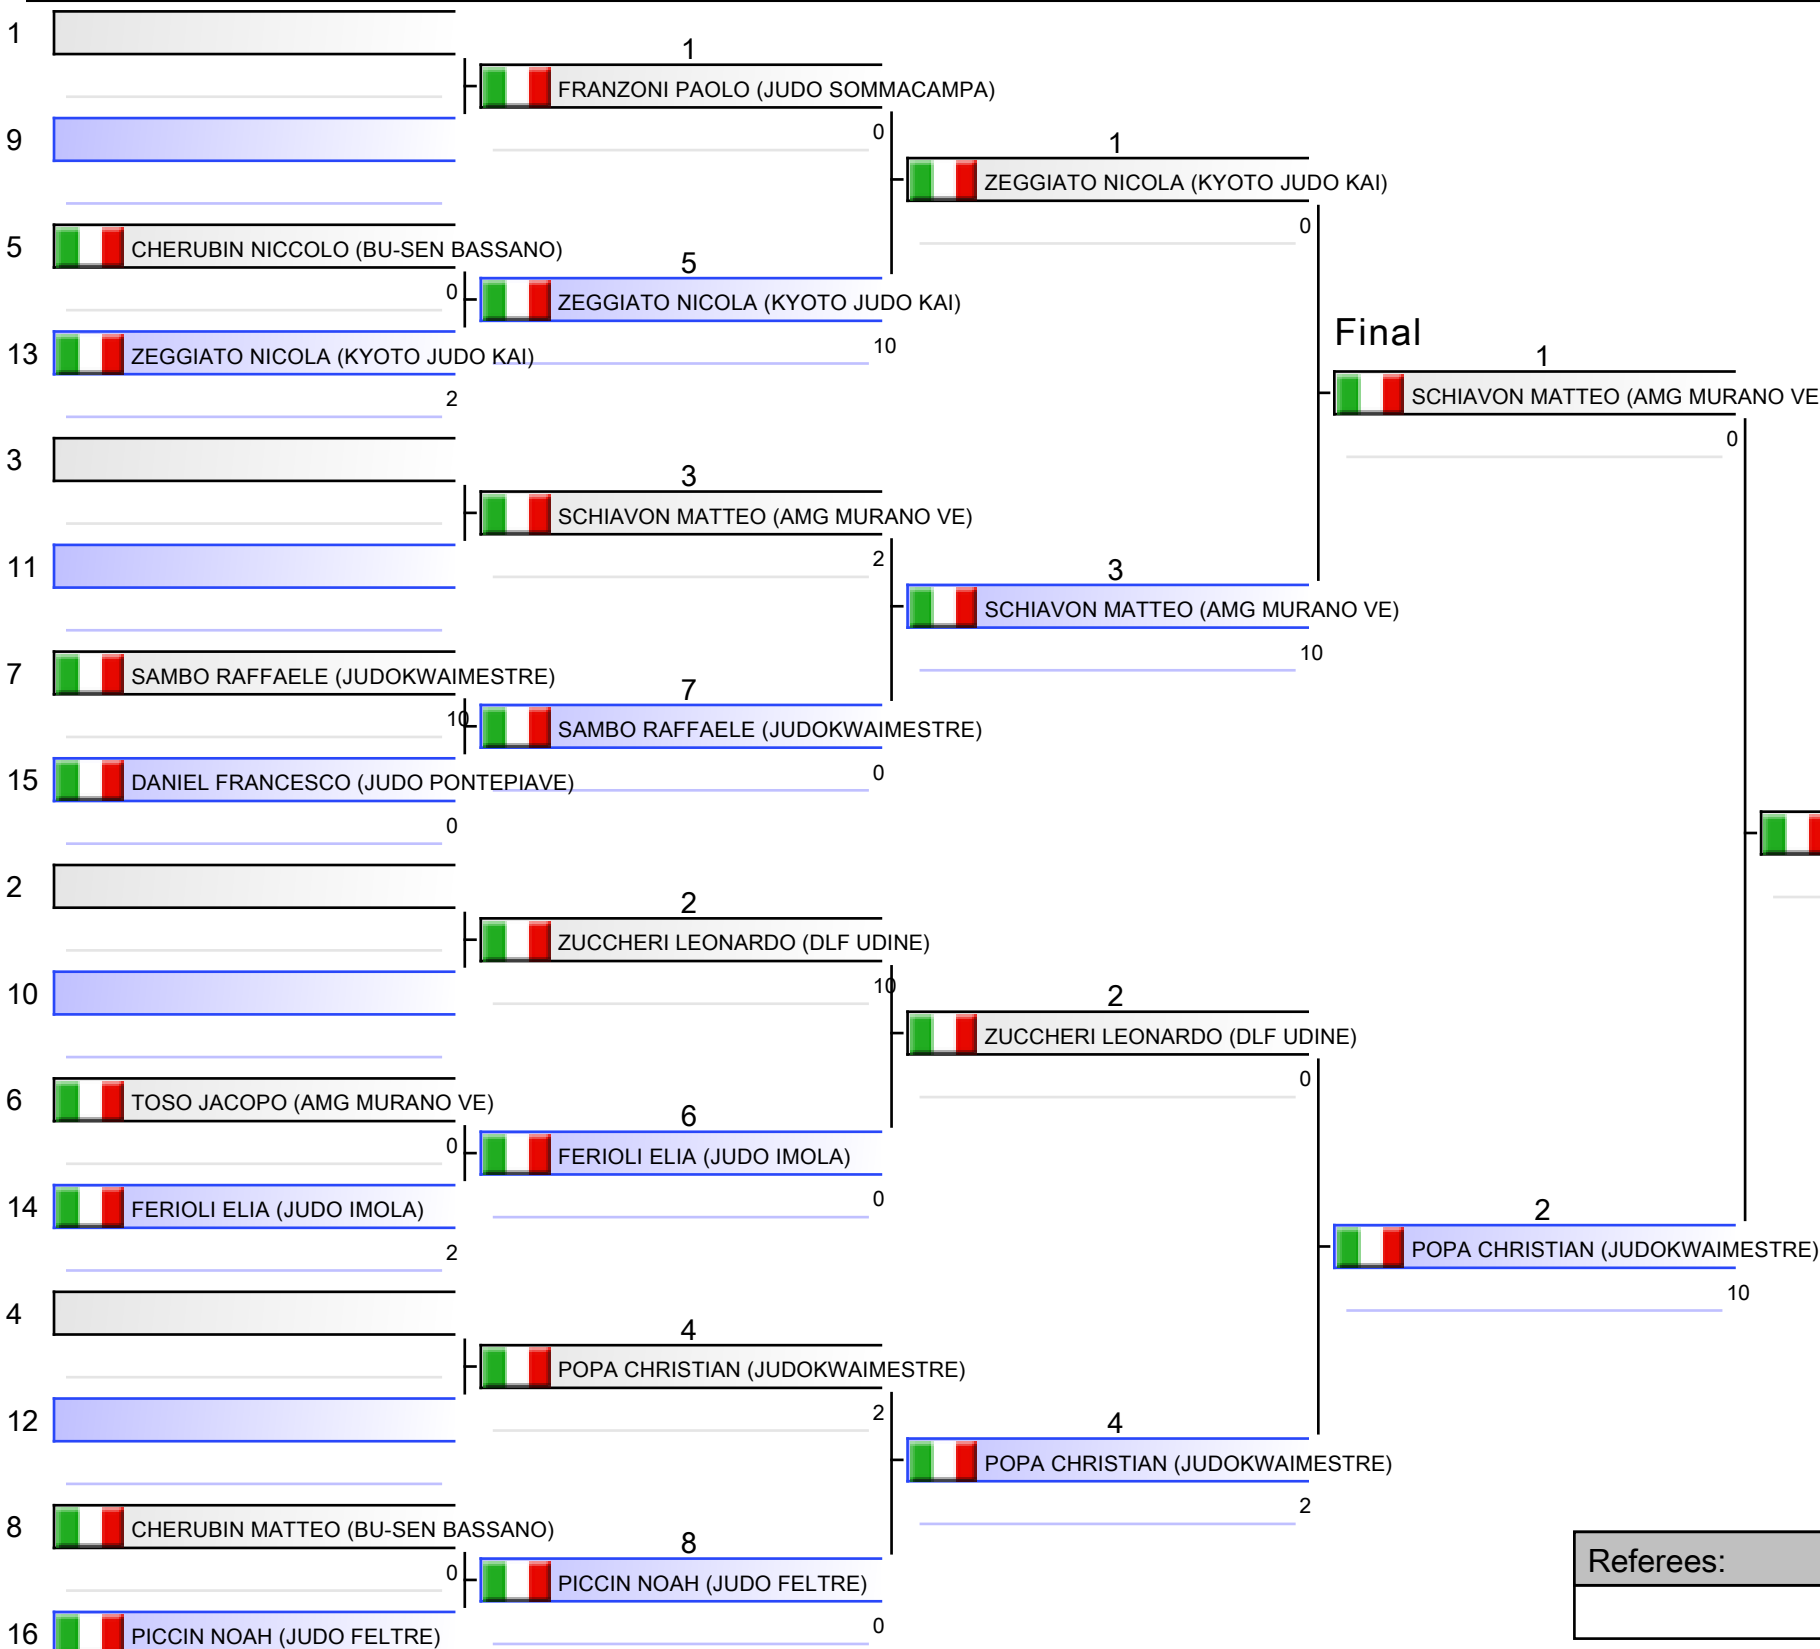 1
9
5 CHERUBIN NICCOLO (BU-SEN BASSANO)
0
13 ZEGGIATO NICOLA (KYOTO JUDO KAI)
2
3
11
7 SAMBO RAFFAELE (JUDOKWAIMESTRE)
10
15 DANIEL FRANCESCO (JUDO PONTEPIAVE)
0
2
10
6 TOSO JACOPO (AMG MURANO VE)
0
14 FERIOLI ELIA (JUDO IMOLA)
2
4
12
8 CHERUBIN MATTEO (BU-SEN BASSANO)
0
16 PICCIN NOAH (JUDO FELTRE)
1
FRANZONI PAOLO (JUDO SOMMACAMPA)
0
5
ZEGGIATO NICOLA (KYOTO JUDO KAI)
10
3
SCHIAVON MATTEO (AMG MURANO VE)
2
7
SAMBO RAFFAELE (JUDOKWAIMESTRE)
0
2
ZUCCHERI LEONARDO (DLF UDINE)
10
6
FERIOLI ELIA (JUDO IMOLA)
0
4
POPA CHRISTIAN (JUDOKWAIMESTRE)
2
8
PICCIN NOAH (JUDO FELTRE)
0
1
ZEGGIATO NICOLA (KYOTO JUDO KAI)
0
3
SCHIAVON MATTEO (AMG MURANO VE)
10
2
ZUCCHERI LEONARDO (DLF UDINE)
0
4
POPA CHRISTIAN (JUDOKWAIMESTRE)
2
Final
1
SCHIAVON MATTEO (AMG MURANO VE
0
2
POPA CHRISTIAN (JUDOKWAIMESTRE)
10
Referees: